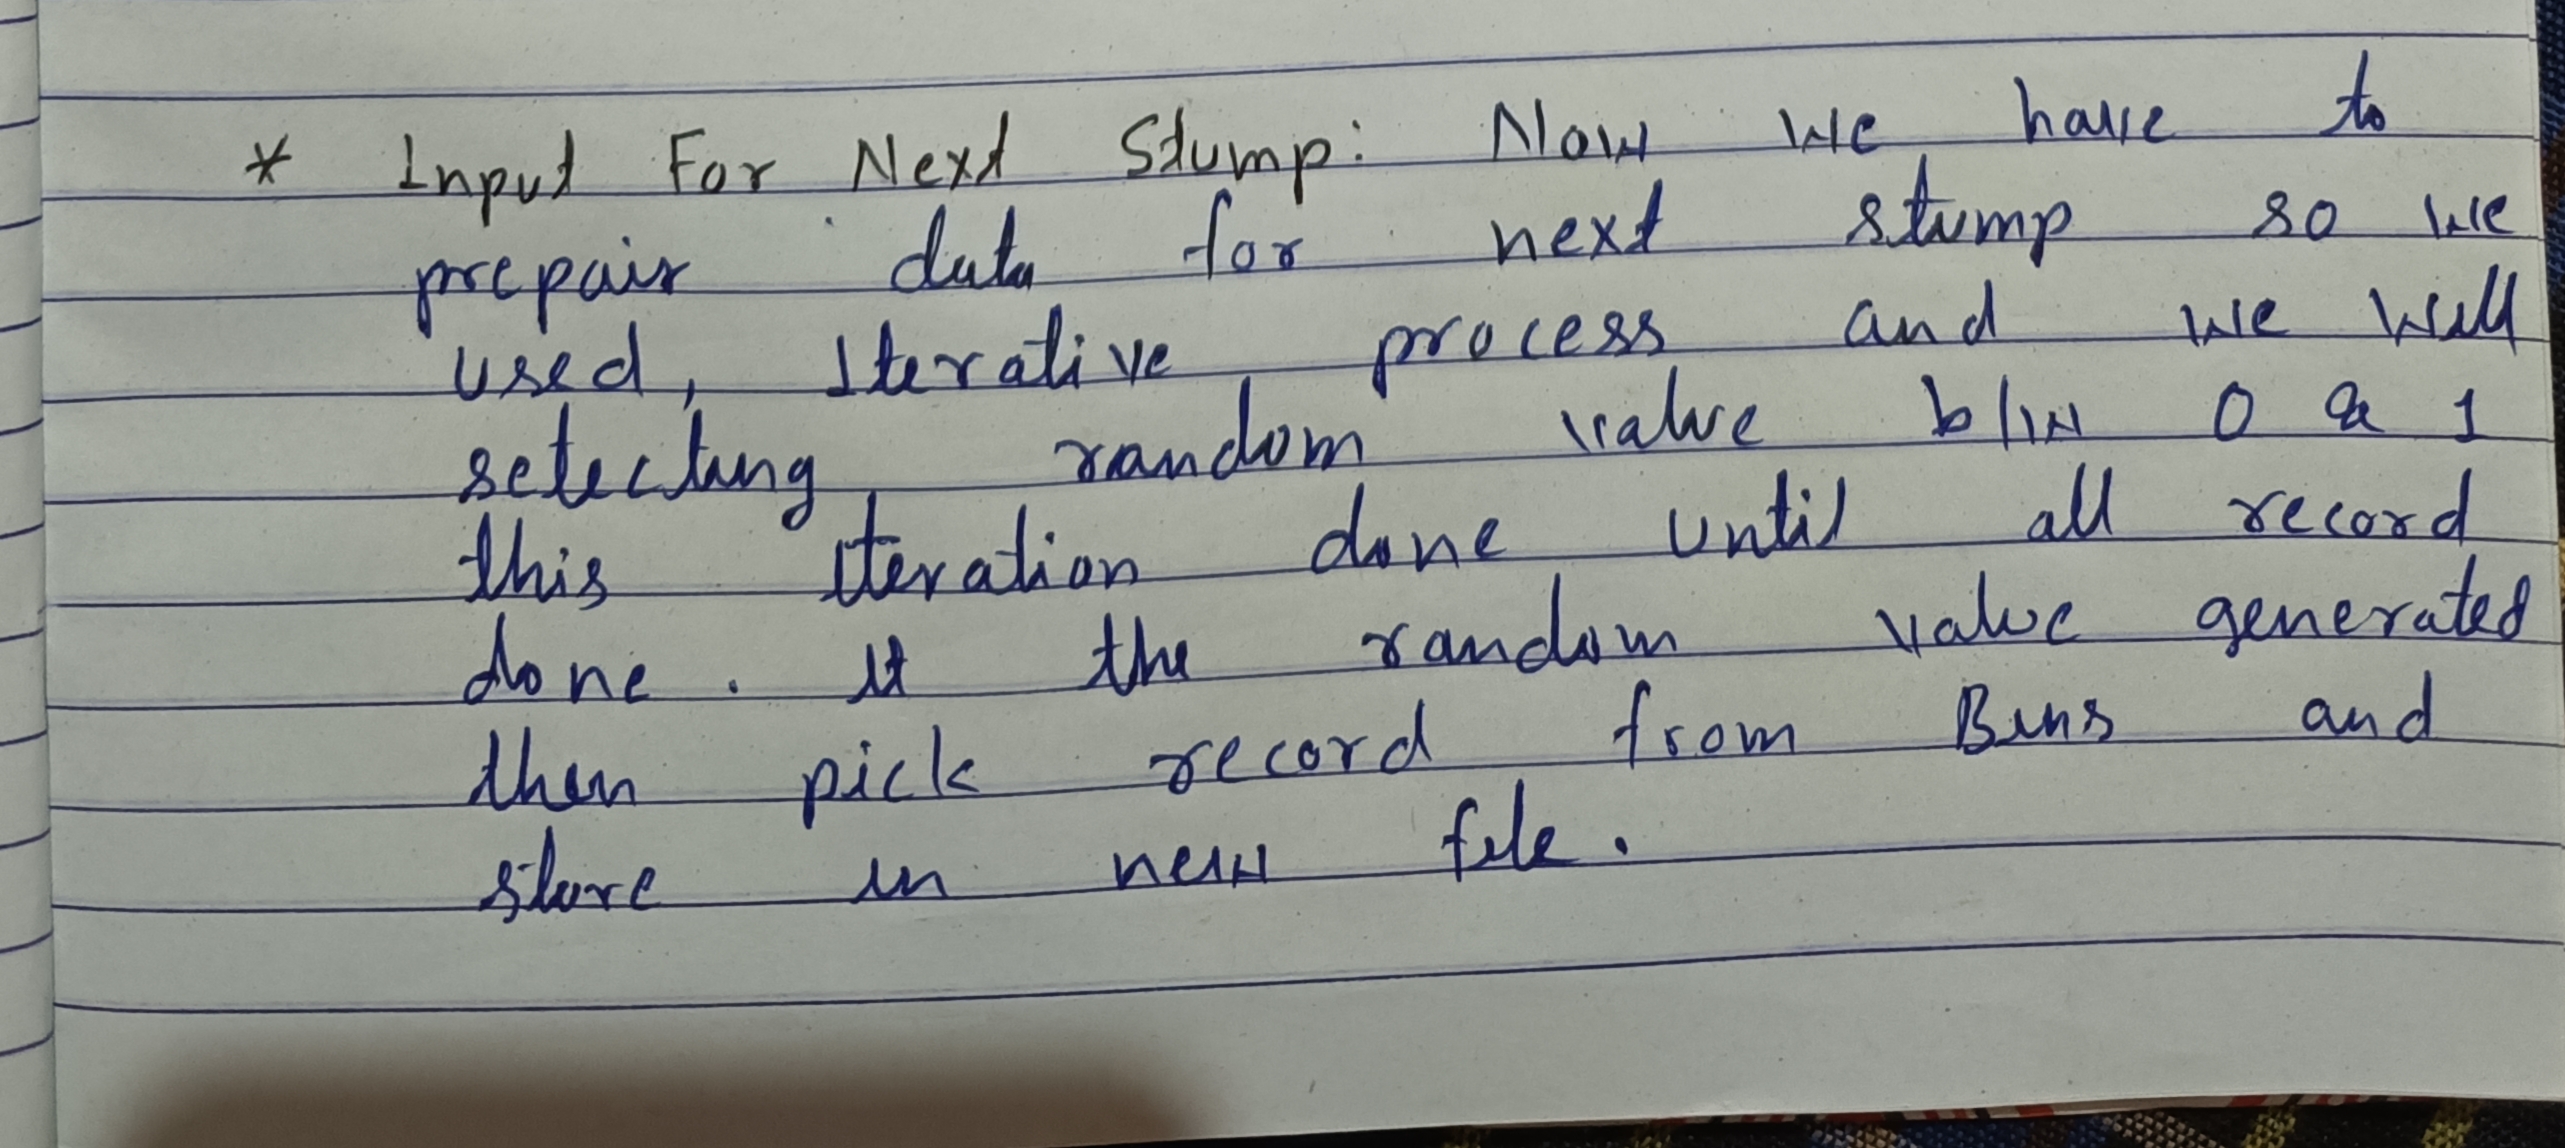 * Input For Next Stump: Now we have to
prepair data for next stump so we
used, Iterative process and we will
setecting random value b/w 0 & 1
this iteration done until all record
done. It the random value generated
then pick record from Bins and
store in new file.